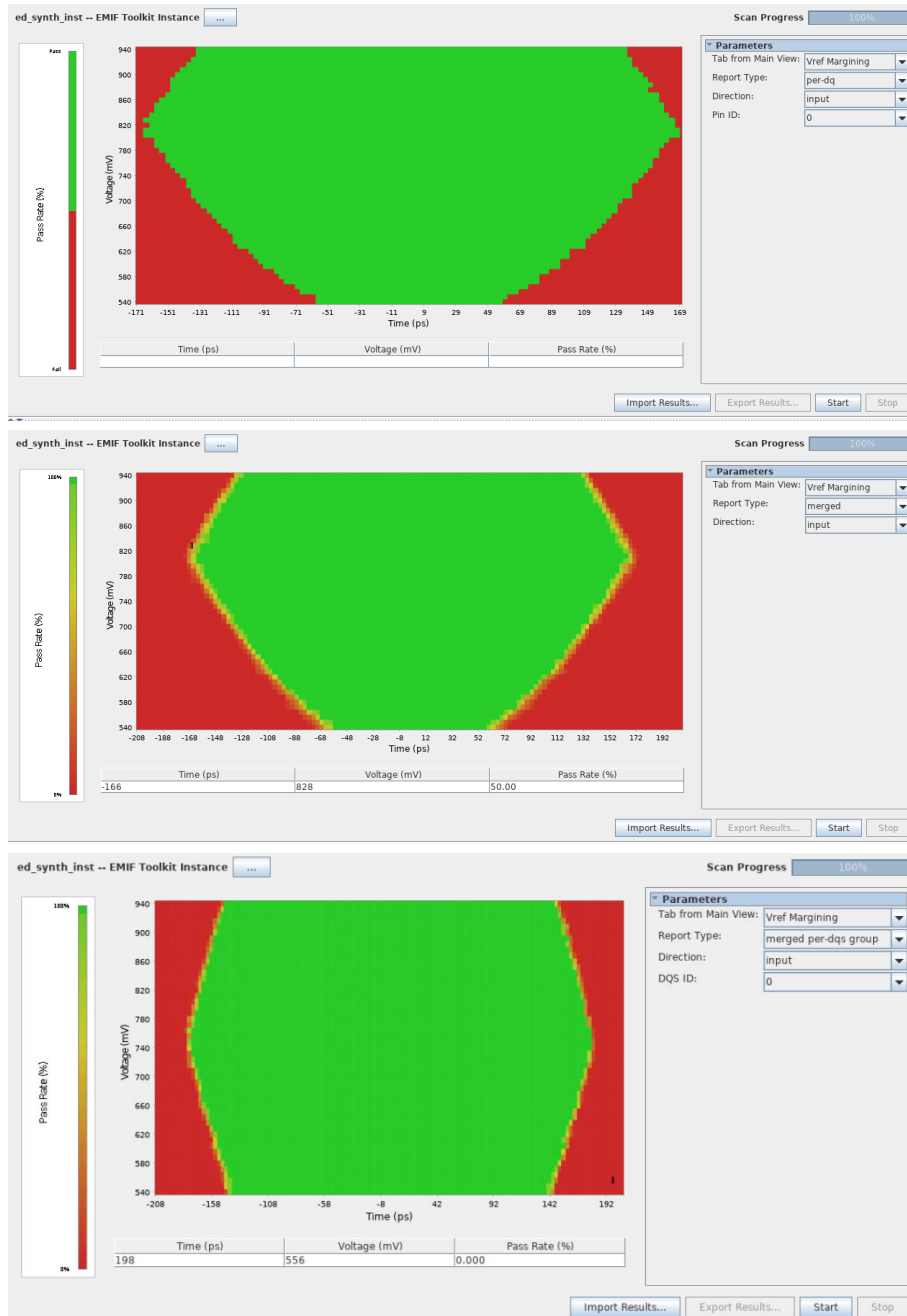 ed_synth_inst -- EMIF Toolkit Instance ... Scan Progress 100%
Parameters
Tab from Main View: Vref Margining
Report Type: per-dq
Direction: input
Pin ID: 0
Pass
Pass Rate (%)
Fail
Voltage (mV)
940
900
860
820
780
740
700
660
620
580
540
-171 -151 -131 -111 -91 -71 -51 -31 -11 9 29 49 69 89 109 129 149 169
Time (ps)
Time (ps) Voltage (mV) Pass Rate (%)
Import Results... Export Results... Start Stop
ed_synth_inst -- EMIF Toolkit Instance ... Scan Progress 100%
Parameters
Tab from Main View: Vref Margining
Report Type: merged
Direction: input
100%
Pass Rate (%)
0%
Voltage (mV)
940
900
860
820
780
740
700
660
620
580
540
-208 -188 -168 -148 -128 -108 -88 -68 -48 -28 -8 12 32 52 72 92 112 132 152 172 192
Time (ps)
Time (ps) Voltage (mV) Pass Rate (%)
-166 828 50.00
Import Results... Export Results... Start Stop
ed_synth_inst -- EMIF Toolkit Instance ... Scan Progress 100%
Parameters
Tab from Main View: Vref Margining
Report Type: merged per-dqs group
Direction: input
DQS ID: 0
100%
Pass Rate (%)
0%
Voltage (mV)
940
900
860
820
780
740
700
660
620
580
540
-208 -158 -108 -58 -8 42 92 142 192
Time (ps)
Time (ps) Voltage (mV) Pass Rate (%)
198 556 0.000
Import Results... Export Results... Start Stop